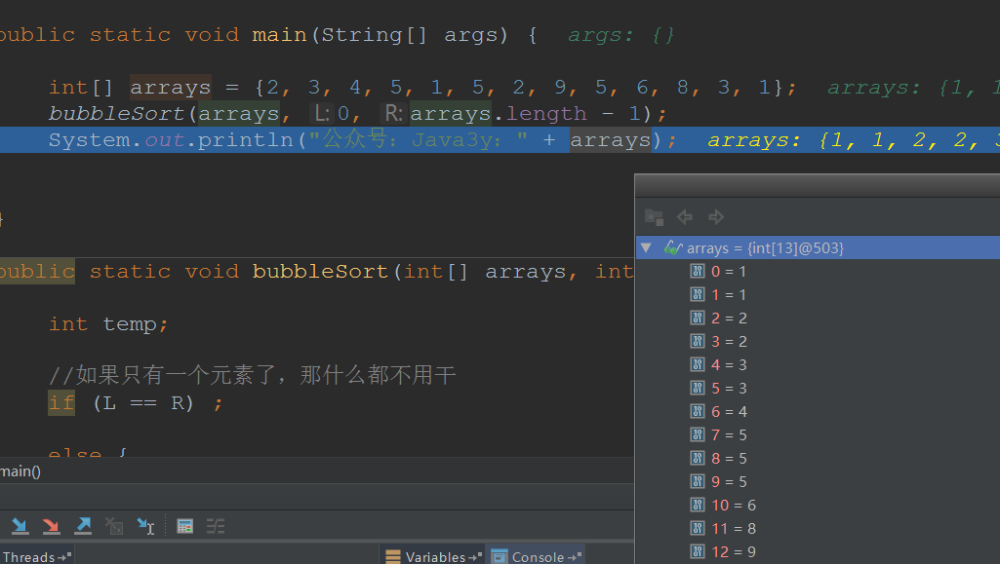 public static void main(String[] args) {  args: {}
int[] arrays = {2, 3, 4, 5, 1, 5, 2, 9, 5, 6, 8, 3, 1};  arrays: {1, 1
bubbleSort(arrays, L: 0, R: arrays.length - 1);
System.out.println("公众号：Java3y：" + arrays);  arrays: {1, 1, 2, 2, 3
}
arrays = {int[13]@503}
0 = 1
1 = 1
2 = 2
3 = 2
4 = 3
5 = 3
6 = 4
7 = 5
8 = 5
9 = 5
10 = 6
11 = 8
12 = 9
public static void bubbleSort(int[] arrays, int
int temp;
//如果只有一个元素了，那什么都不用干
if (L == R) ;
else {
main()
Threads
Variables
Console